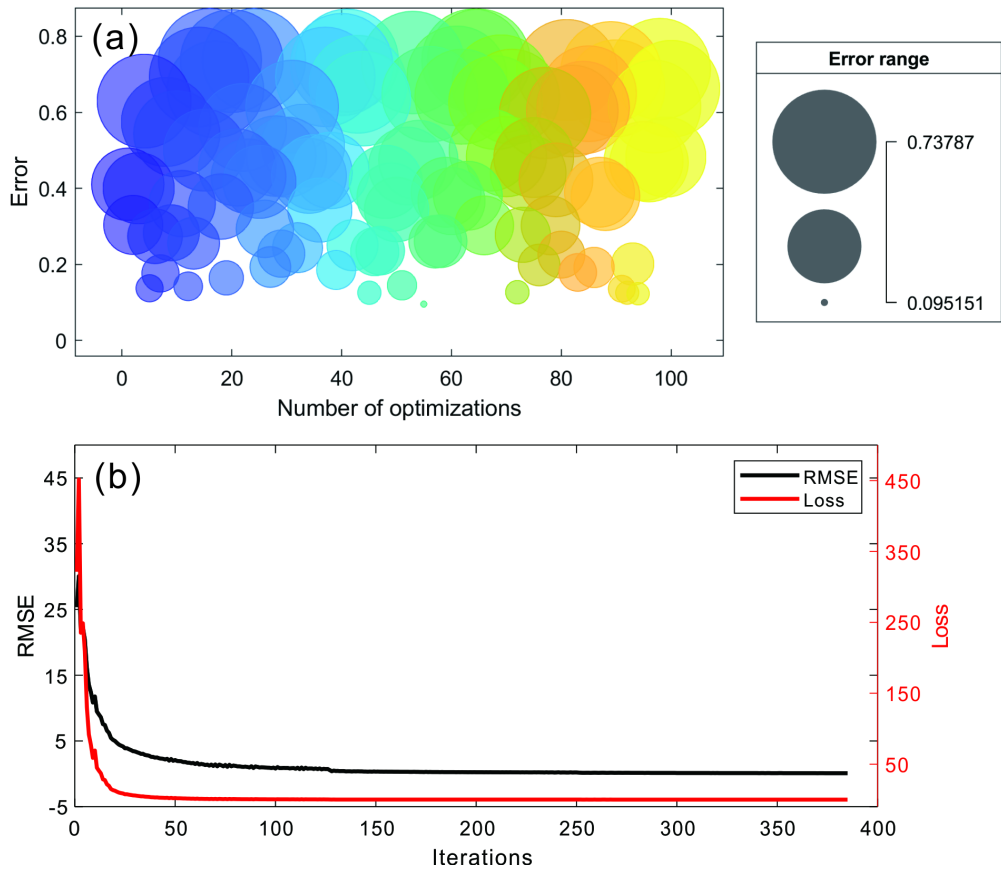 (a)
0.8
0.6
0.4
0.2
0
Error
0 20 40 60 80 100
Number of optimizations
Error range
0.73787
0.095151
(b)
45
35
25
15
5
-5
RMSE
RMSE
Loss
450
350
250
150
50
Loss
0 50 100 150 200 250 300 350 400
Iterations